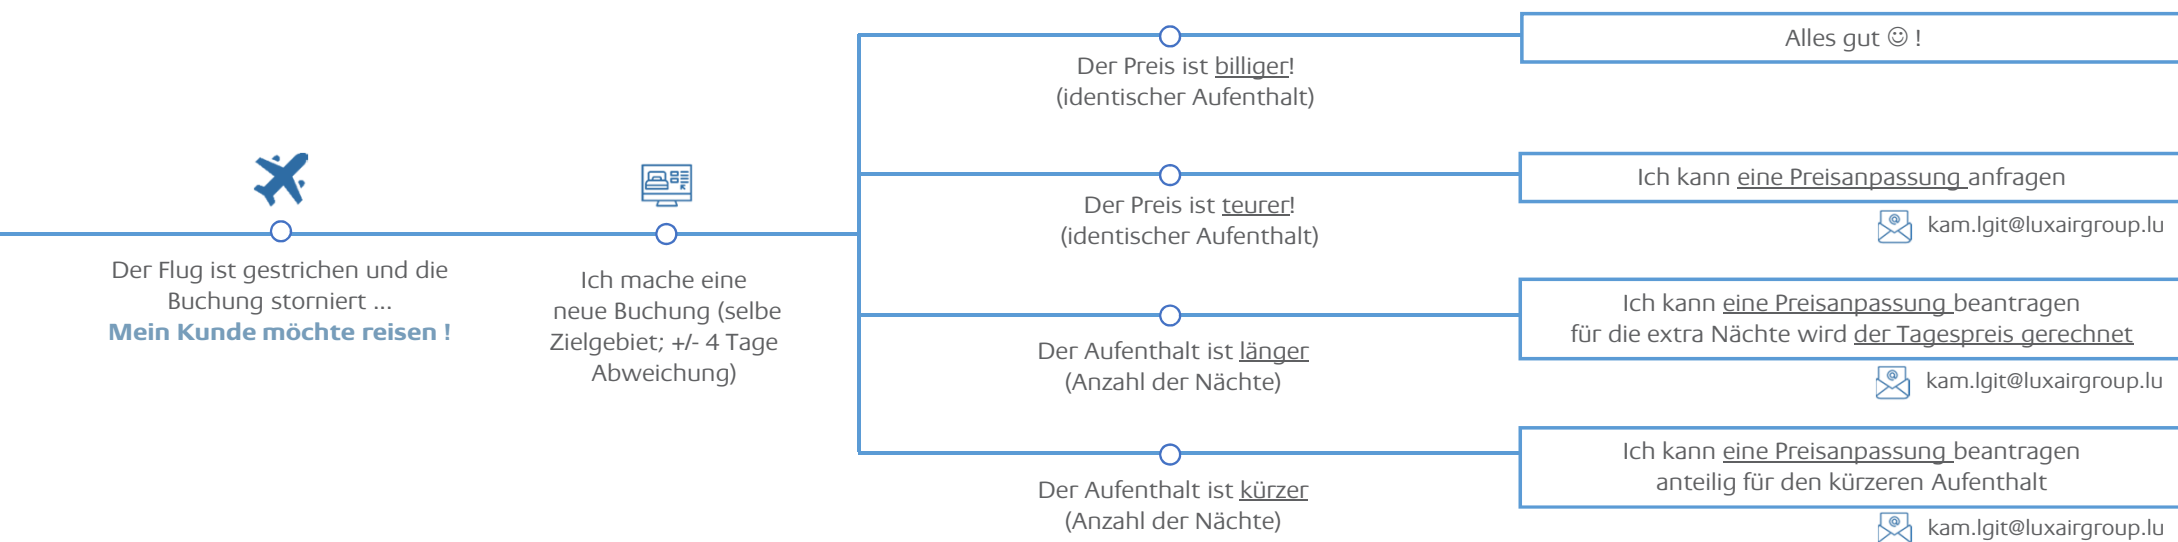 Der Flug ist gestrichen und die
Buchung storniert ...
Mein Kunde möchte reisen !
Ich mache eine
neue Buchung (selbe
Zielgebiet; +/- 4 Tage
Abweichung)
Der Preis ist billiger!
(identischer Aufenthalt)
Alles gut ☺ !
Der Preis ist teurer!
(identischer Aufenthalt)
Ich kann eine Preisanpassung anfragen
kam.lgit@luxairgroup.lu
Der Aufenthalt ist länger
(Anzahl der Nächte)
Ich kann eine Preisanpassung beantragen
für die extra Nächte wird der Tagespreis gerechnet
kam.lgit@luxairgroup.lu
Der Aufenthalt ist kürzer
(Anzahl der Nächte)
Ich kann eine Preisanpassung beantragen
anteilig für den kürzeren Aufenthalt
kam.lgit@luxairgroup.lu